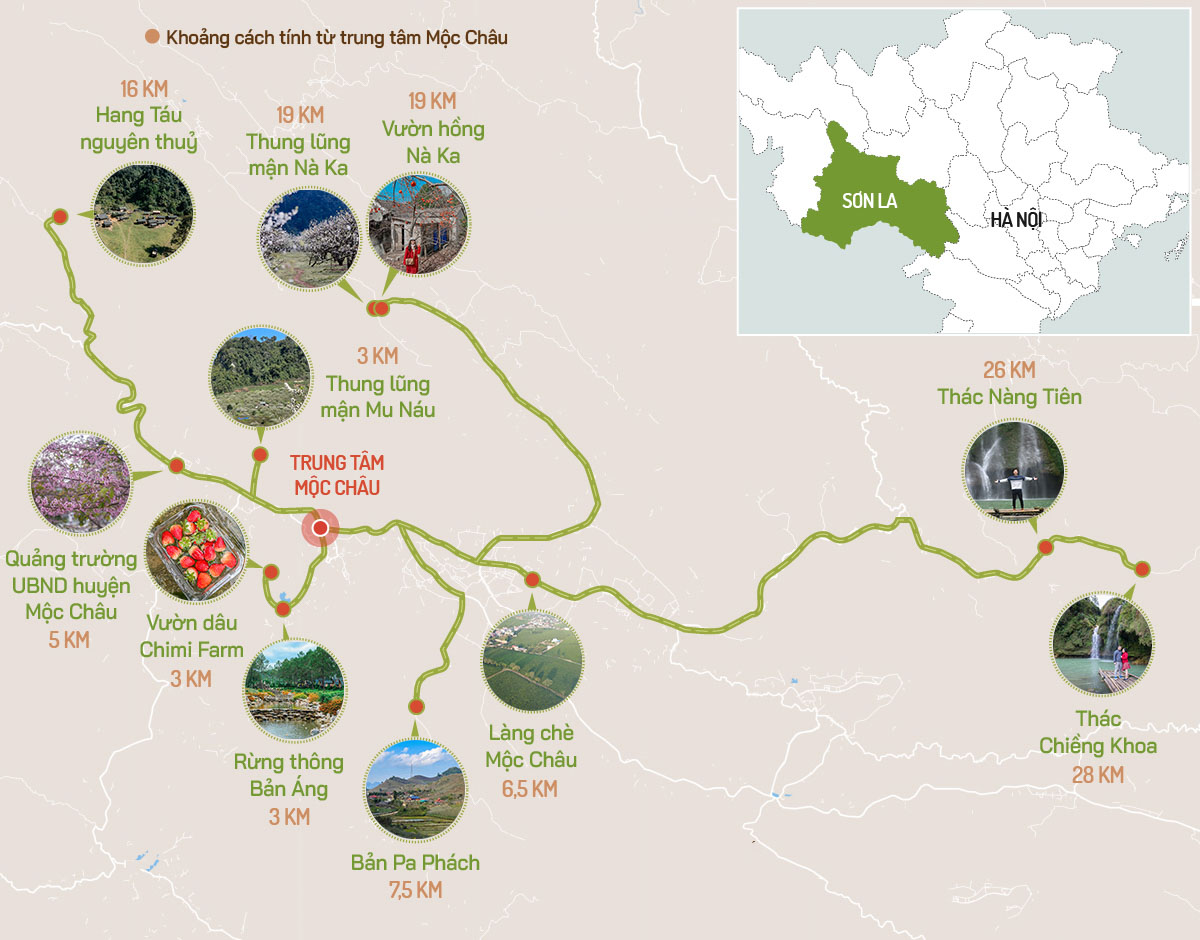 Khoảng cách tính từ trung tâm Mộc Châu
SƠN LA
HÀ NỘI
16 KM
Hang Táu
nguyên thuỷ
19 KM
Thung lũng
mận Nà Ka
19 KM
Vườn hồng
Nà Ka
3 KM
Thung lũng
mận Mu Náu
26 KM
Thác Nàng Tiên
TRUNG TÂM
MỘC CHÂU
Quảng trường
UBND huyện
Mộc Châu
5 KM
Vườn dâu
Chimi Farm
3 KM
Rừng thông
Bản Áng
3 KM
Bản Pa Phách
7,5 KM
Làng chè
Mộc Châu
6,5 KM
Thác
Chiềng Khoa
28 KM